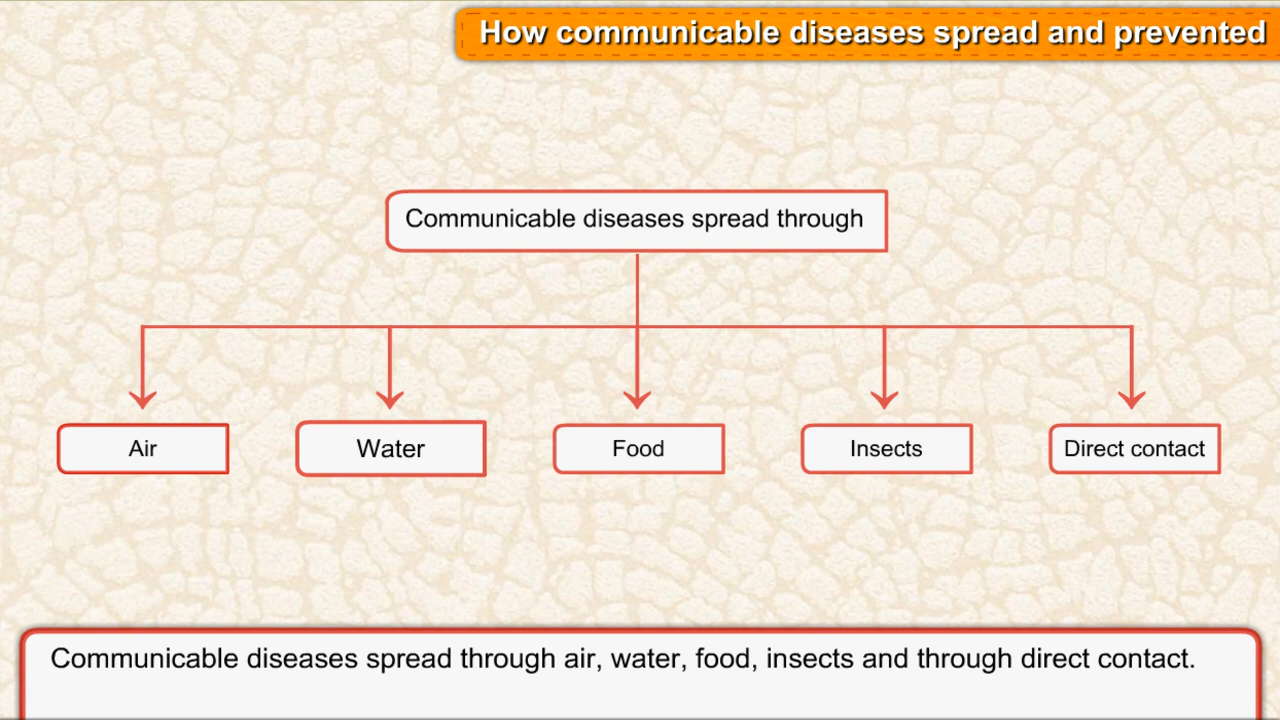 How communicable diseases spread and prevented
Communicable diseases spread through
Air
Water
Food
Insects
Direct contact
Communicable diseases spread through air, water, food, insects and through direct contact.